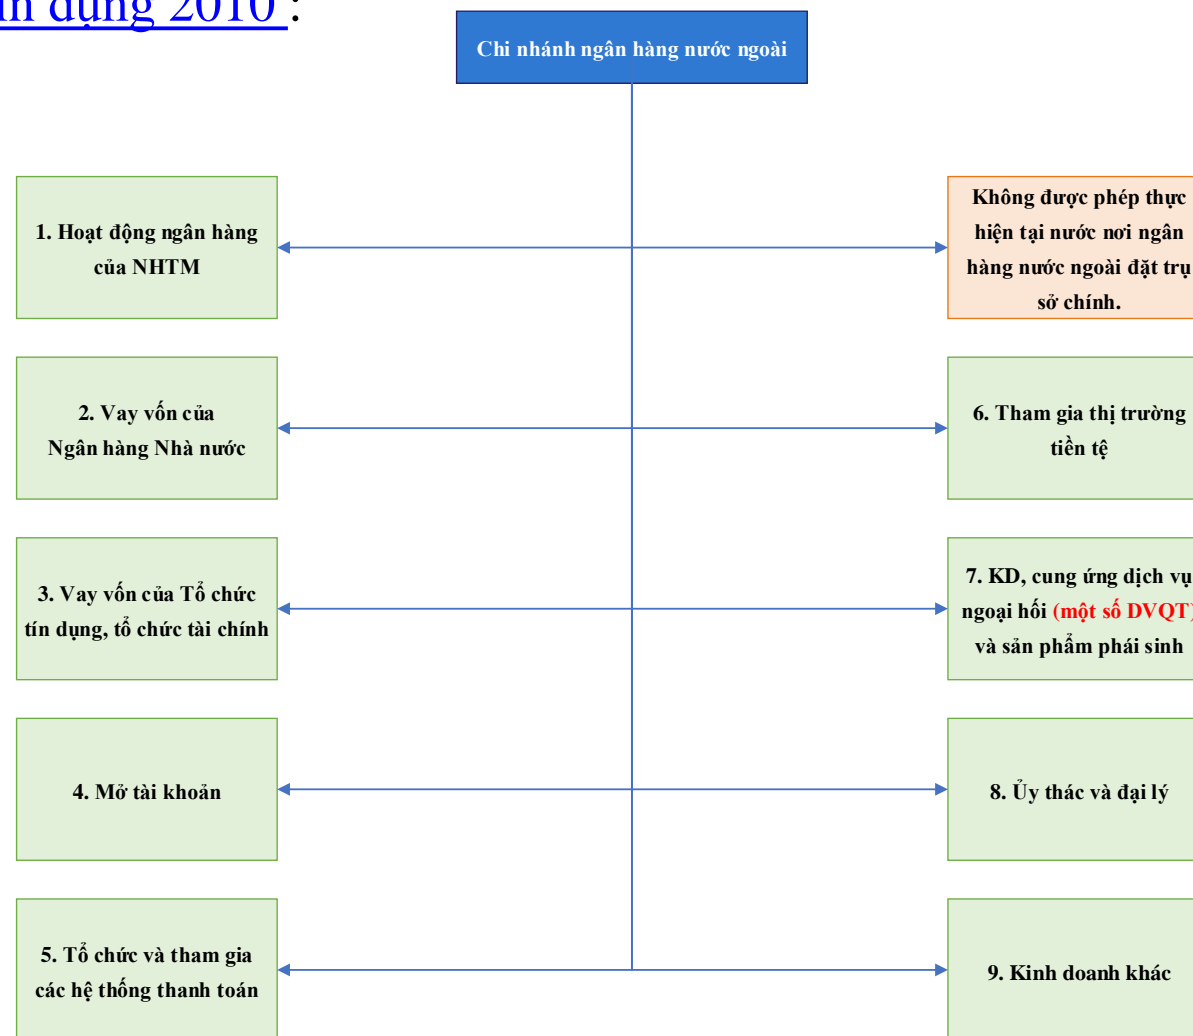 ín dụng 2010 :
Chi nhánh ngân hàng nước ngoài
1. Hoạt động ngân hàng
của NHTM
Không được phép thực
hiện tại nước nơi ngân
hàng nước ngoài đặt trụ
sở chính.
2. Vay vốn của
Ngân hàng Nhà nước
6. Tham gia thị trường
tiền tệ
3. Vay vốn của Tổ chức
tín dụng, tổ chức tài chính
7. KD, cung ứng dịch vụ
ngoại hối (một số DVQT)
và sản phẩm phái sinh
4. Mở tài khoản
8. Ủy thác và đại lý
5. Tổ chức và tham gia
các hệ thống thanh toán
9. Kinh doanh khác